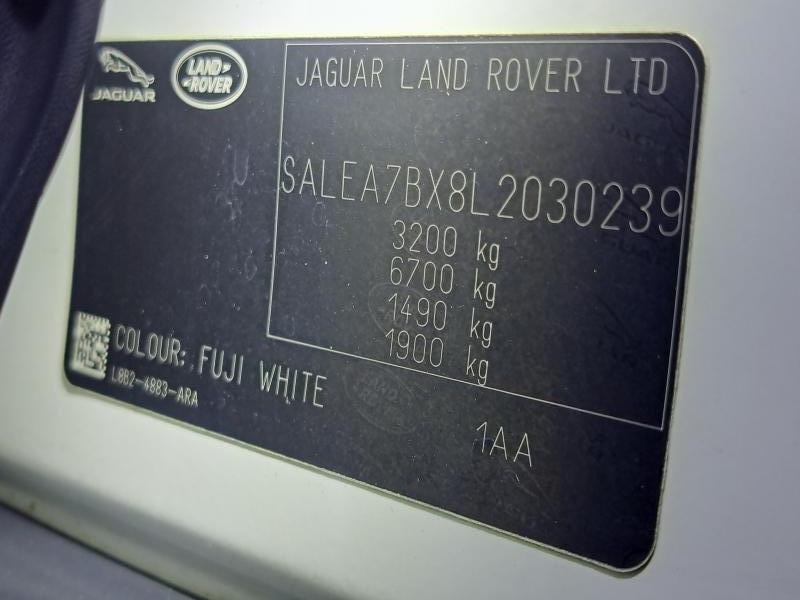 JAGUAR
LAND ROVER
JAGUAR LAND ROVER LTD
SALEA7BX8L2030239
3200 kg
6700 kg
1490 kg
1900 kg
COLOUR: FUJI WHITE
L8B2-4883-ARA
1AA